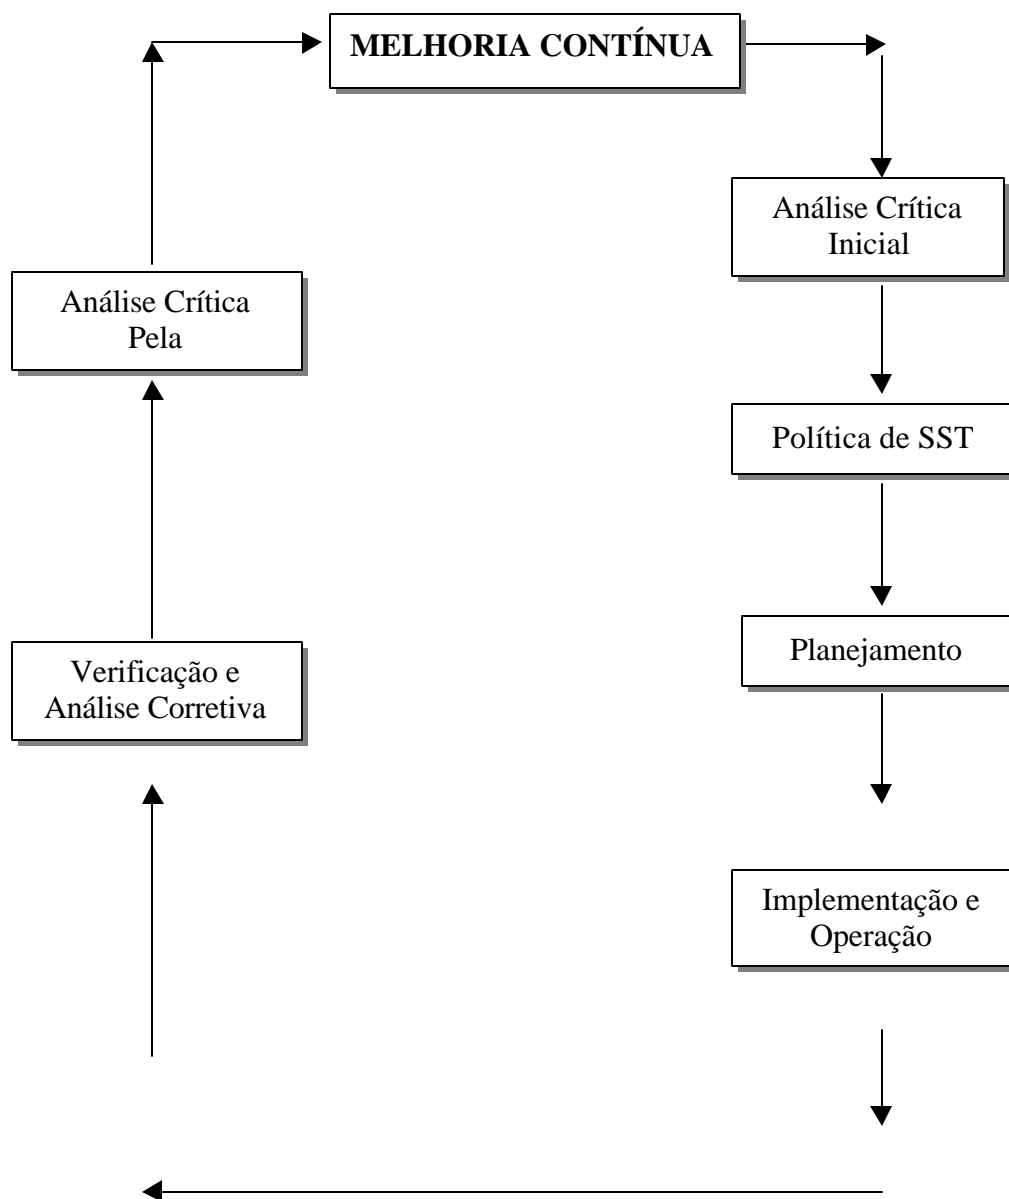 MELHORIA CONTÍNUA
Análise Crítica
Inicial
Análise Crítica
Pela
Política de SST
Planejamento
Verificação e
Análise Corretiva
Implementação e
Operação